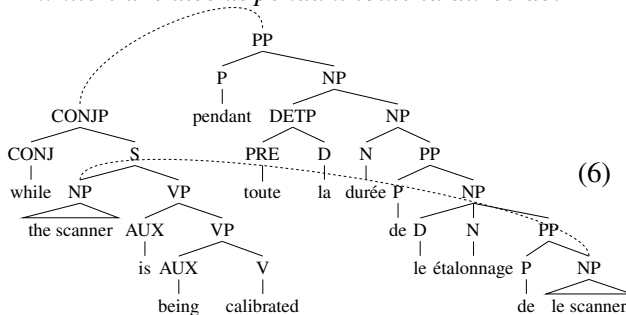 PP
P NP
CONJP pendant DETP NP
CONJ S PRE D N PP
(6)
while NP VP toute la durée P NP
the scanner AUX VP de D N PP
is AUX V le étalonnage P NP
being calibrated de le scanner